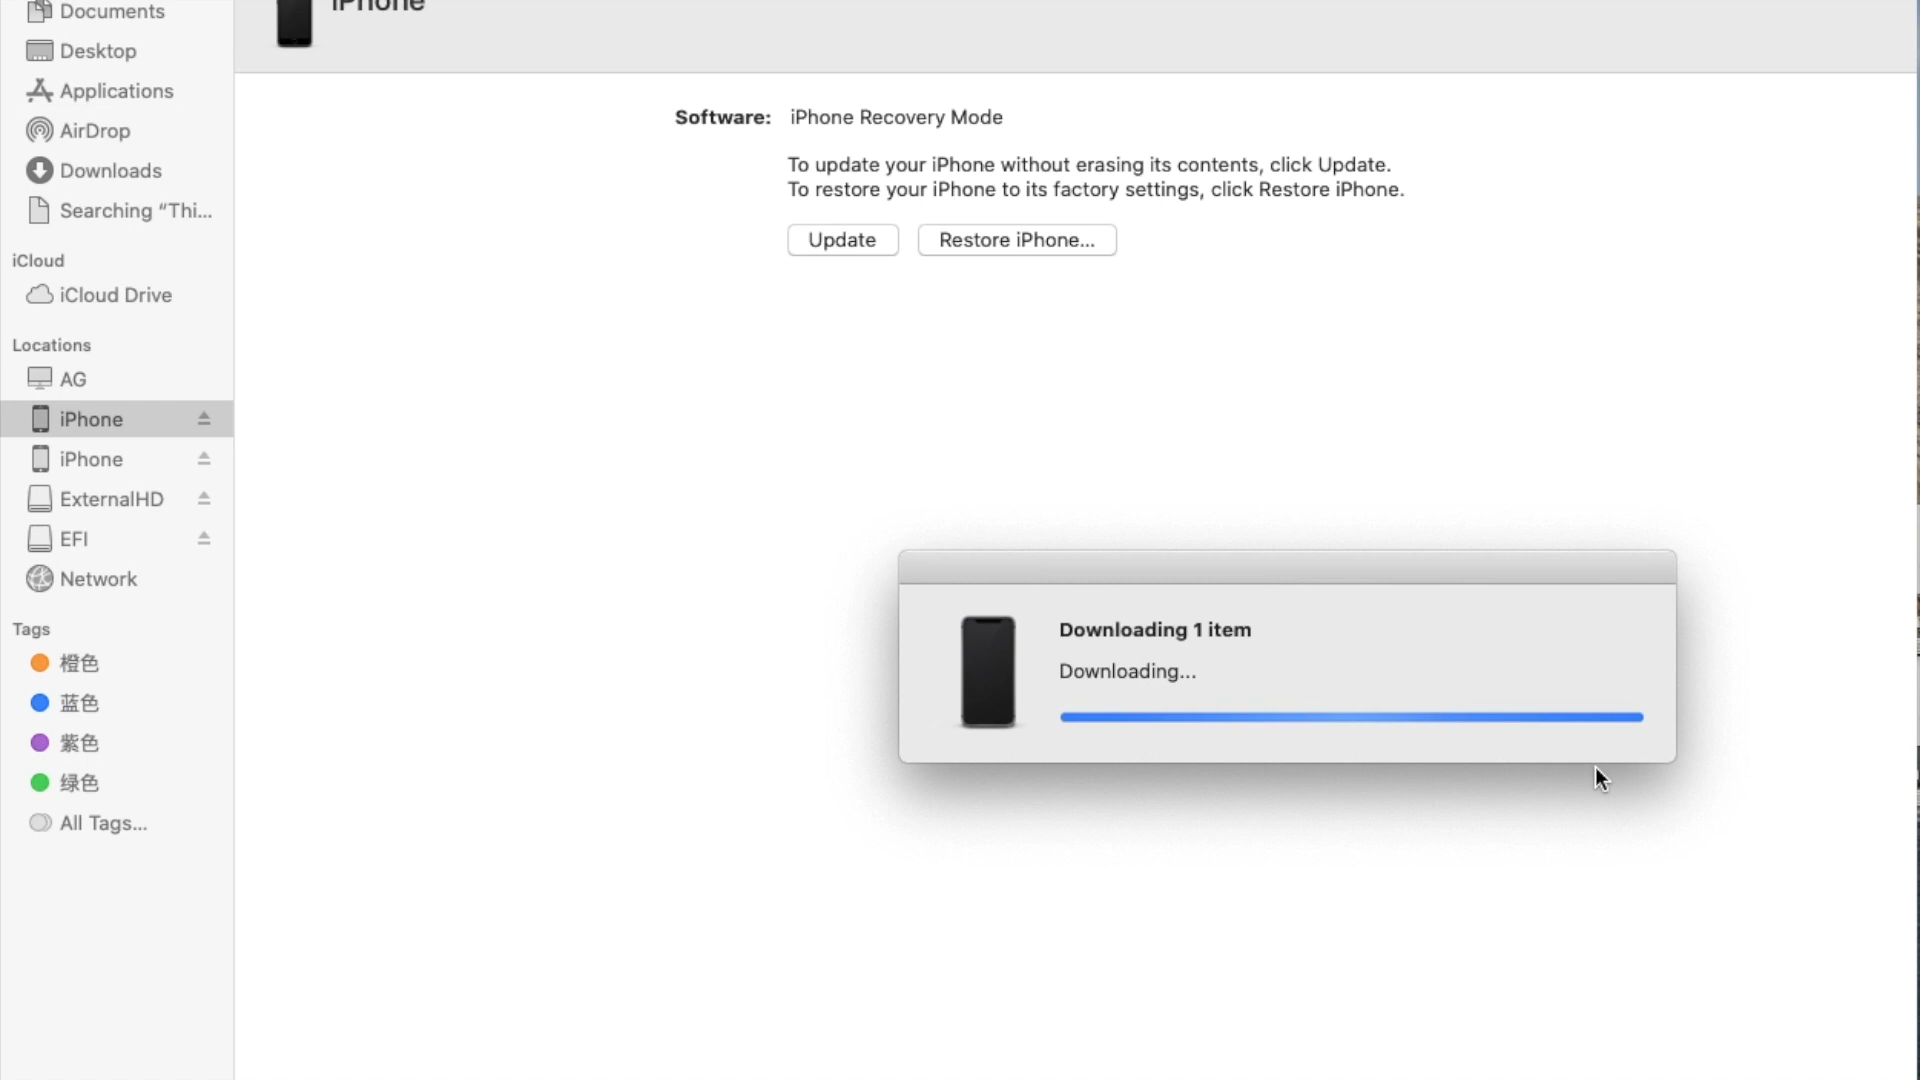 Documents
Desktop
Applications
AirDrop
Downloads
Searching “Thi...
iCloud
iCloud Drive
Locations
AG
iPhone
iPhone
ExternalHD
EFI
Network
Tags
橙色
蓝色
紫色
绿色
All Tags...
iPhone
Software: iPhone Recovery Mode
To update your iPhone without erasing its contents, click Update.
To restore your iPhone to its factory settings, click Restore iPhone.
Update Restore iPhone...
Downloading 1 item
Downloading...